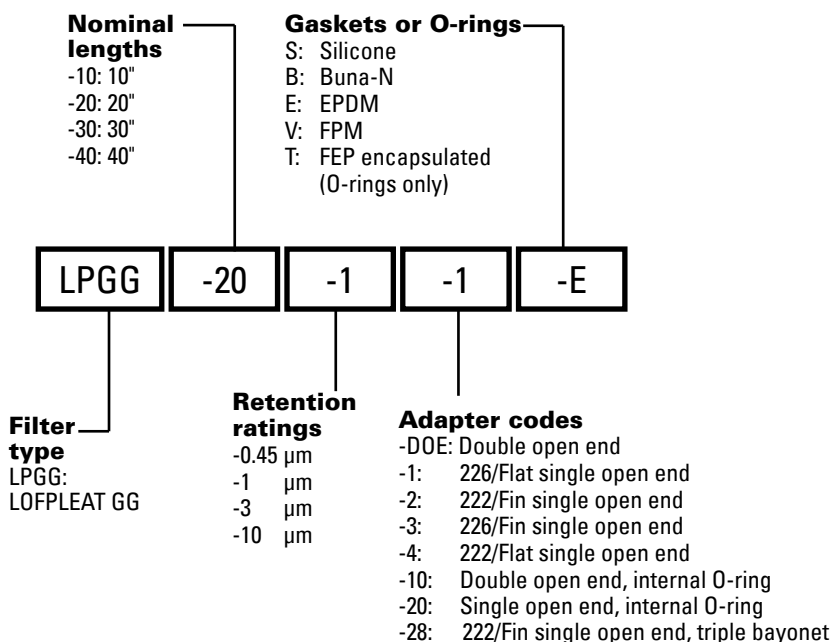 Nominal
lengths
-10: 10"
-20: 20"
-30: 30"
-40: 40"
Gaskets or O-rings
S: Silicone
B: Buna-N
E: EPDM
V: FPM
T: FEP encapsulated
(O-rings only)
LPGG -20 -1 -1 -E
Filter
type
LPGG:
LOFPLEAT GG
Retention
ratings
-0.45 µm
-1 µm
-3 µm
-10 µm
Adapter codes
-DOE: Double open end
-1: 226/Flat single open end
-2: 222/Fin single open end
-3: 226/Fin single open end
-4: 222/Flat single open end
-10: Double open end, internal O-ring
-20: Single open end, internal O-ring
-28: 222/Fin single open end, triple bayonet